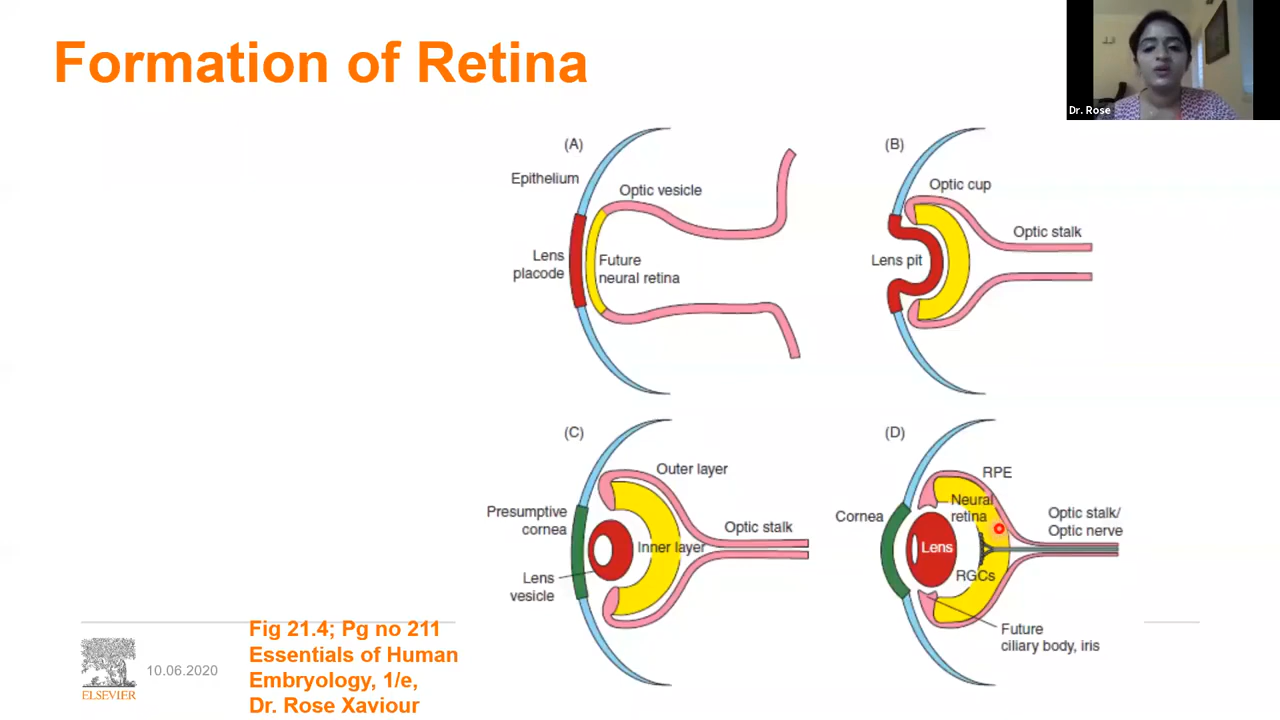 Formation of Retina
Dr. Rose
(A)
Epithelium
Optic vesicle
Lens
placode
Future
neural retina
(B)
Optic cup
Optic stalk
Lens pit
(C)
Outer layer
Presumptive
cornea
Optic stalk
Inner layer
Lens
vesicle
(D)
RPE
Neural
retina
Cornea
Optic stalk/
Optic nerve
Lens
RGCs
Future
ciliary body, iris
ELSEVIER
10.06.2020
Fig 21.4; Pg no 211
Essentials of Human
Embryology, 1/e,
Dr. Rose Xaviour